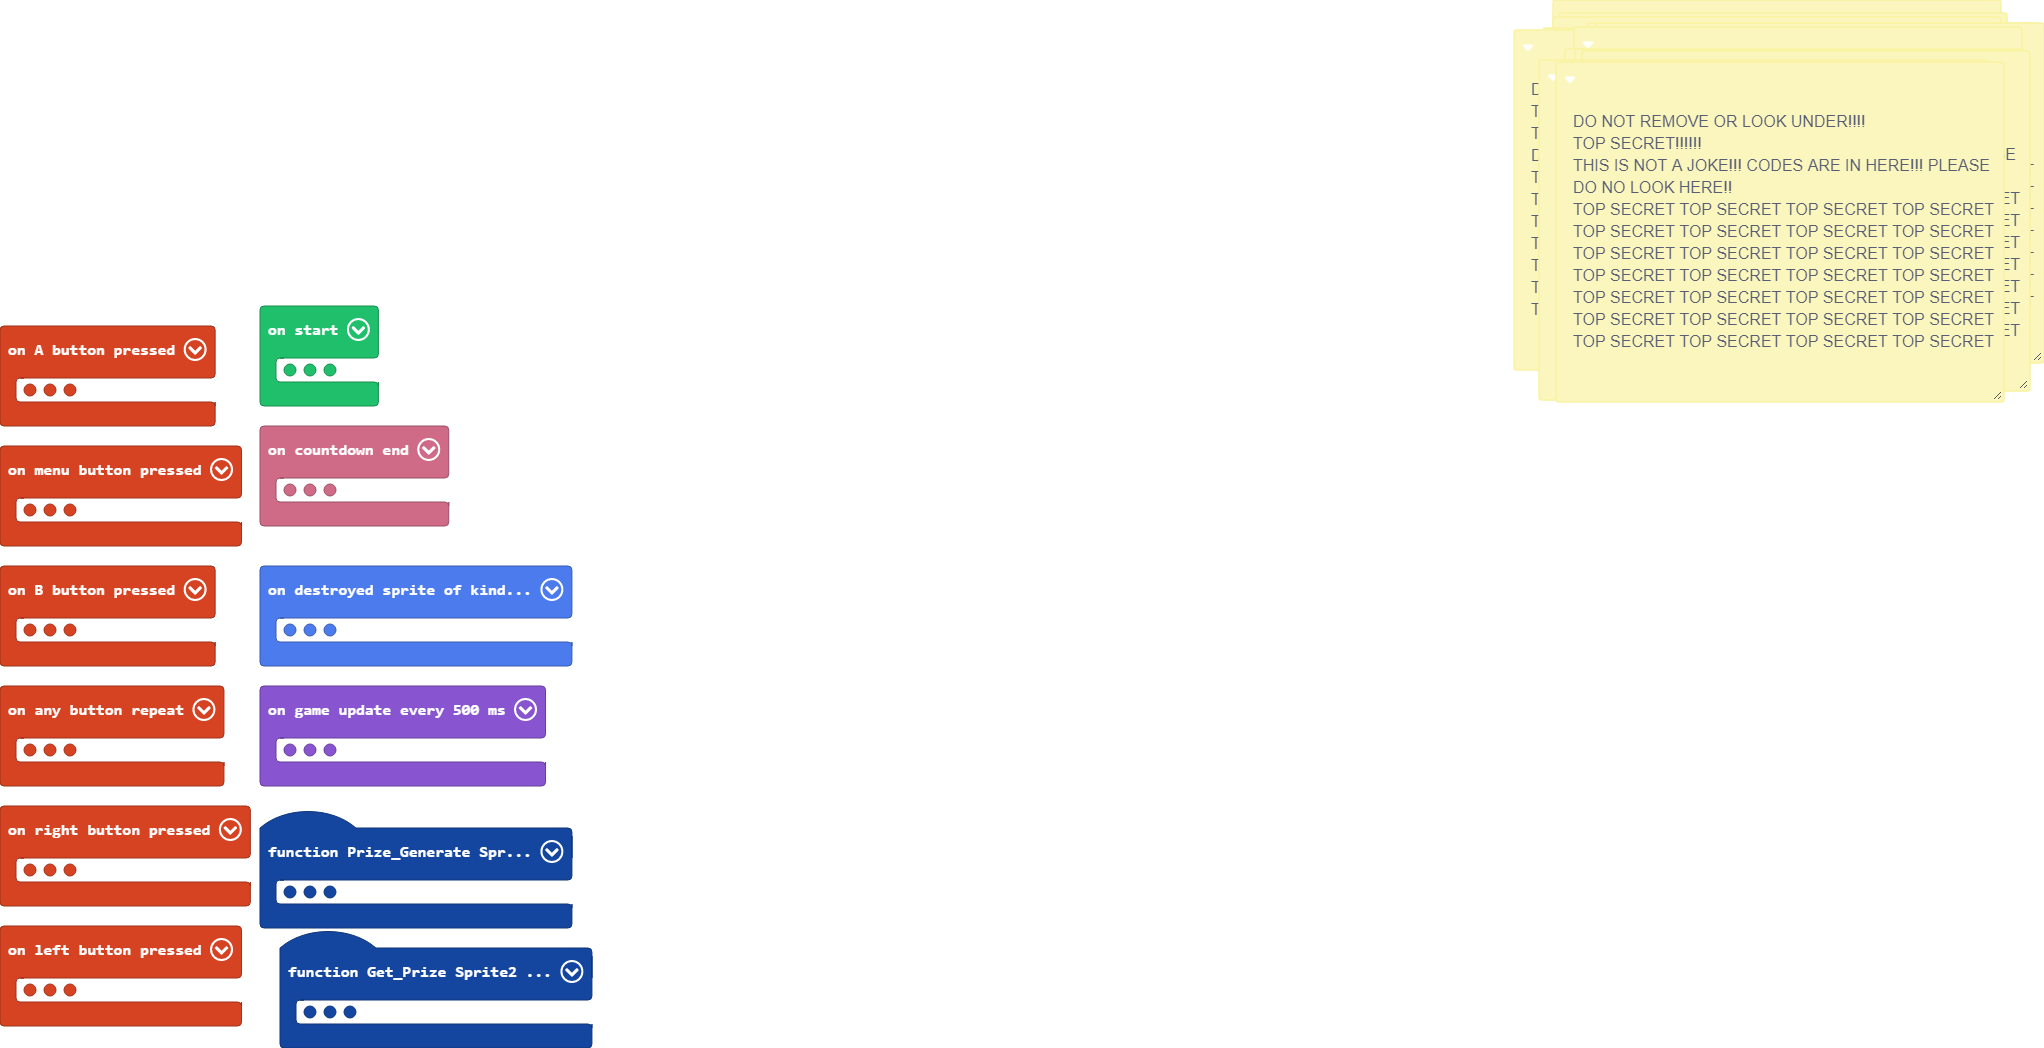 on start
on A button pressed
on countdown end
on menu button pressed
on B button pressed
on destroyed sprite of kind...
on any button repeat
on game update every 500 ms
on right button pressed
function Prize_Generate Spr...
on left button pressed
function Get_Prize Sprite2 ...
DO NOT REMOVE OR LOOK UNDER!!!!
TOP SECRET!!!!!!
THIS IS NOT A JOKE!!! CODES ARE IN HERE!!! PLEASE
DO NO LOOK HERE!!
TOP SECRET TOP SECRET TOP SECRET TOP SECRET
TOP SECRET TOP SECRET TOP SECRET TOP SECRET
TOP SECRET TOP SECRET TOP SECRET TOP SECRET
TOP SECRET TOP SECRET TOP SECRET TOP SECRET
TOP SECRET TOP SECRET TOP SECRET TOP SECRET
TOP SECRET TOP SECRET TOP SECRET TOP SECRET
TOP SECRET TOP SECRET TOP SECRET TOP SECRET